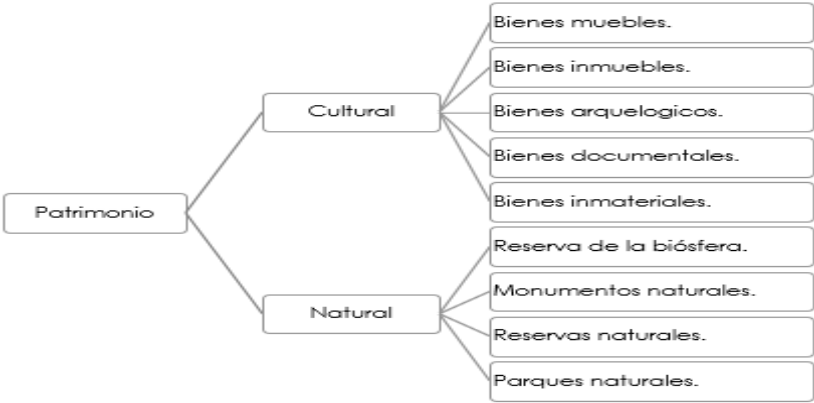 Patrimonio
Cultural
Bienes muebles.
Bienes inmuebles.
Bienes arquelogicos.
Bienes documentales.
Bienes inmateriales.
Natural
Reserva de la biósfera.
Monumentos naturales.
Reservas naturales.
Parques naturales.